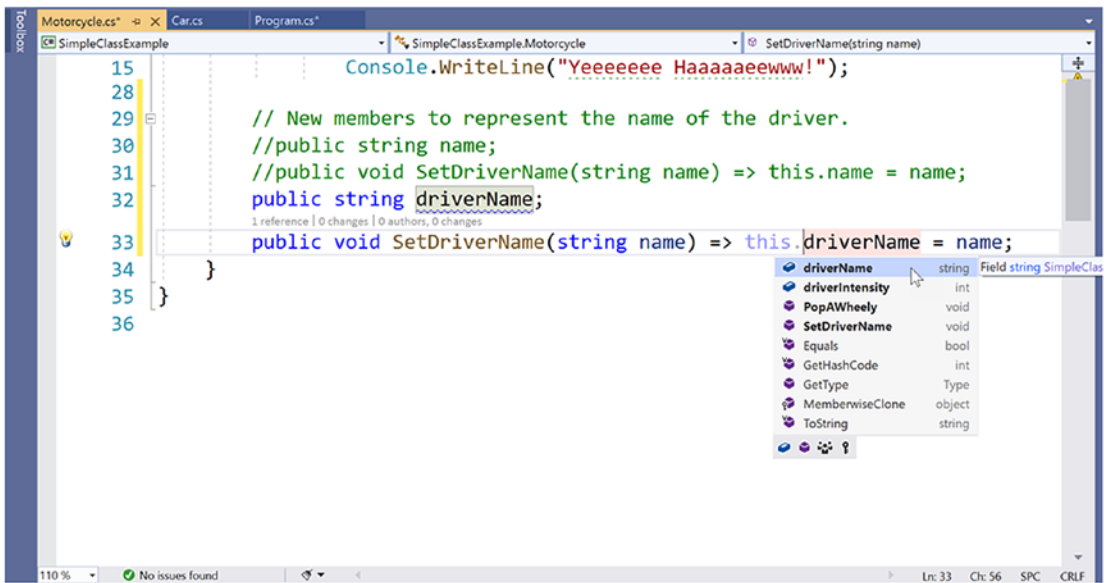 Toolbox
Motorcycle.cs* Car.cs Program.cs*
SimpleClassExample SimpleClassExample.Motorcycle SetDriverName(string name)
15 Console.WriteLine("Yeeeeeee Haaaaaeewww!");
28
29 // New members to represent the name of the driver.
30 //public string name;
31 //public void SetDriverName(string name) => this.name = name;
32 public string driverName;
1 reference | 0 changes | 0 authors, 0 changes
33 public void SetDriverName(string name) => this.driverName = name;
34 }
35 }
36
driverName string Field string SimpleClas
driverIntensity int
PopAWheely void
SetDriverName void
Equals bool
GetHashCode int
GetType Type
MemberwiseClone object
ToString string
110 % No issues found Ln: 33 Ch: 56 SPC CRLF